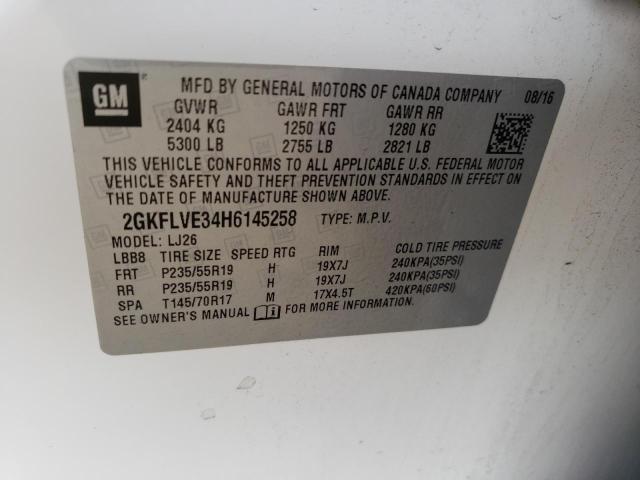 GM
MFD BY GENERAL MOTORS OF CANADA COMPANY 08/16
GVWR GAWR FRT GAWR RR
2404 KG 1250 KG 1280 KG
5300 LB 2755 LB 2821 LB
THIS VEHICLE CONFORMS TO ALL APPLICABLE U.S. FEDERAL MOTOR
VEHICLE SAFETY AND THEFT PREVENTION STANDARDS IN EFFECT ON
THE DATE OF MANUFACTURE SHOWN ABOVE.
2GKFLVE34H6145258 TYPE: M.P.V.
MODEL: LJ26
LBB8 TIRE SIZE SPEED RTG RIM COLD TIRE PRESSURE
FRT P235/55R19 H 19X7J 240KPA(35PSI)
RR P235/55R19 H 19X7J 240KPA(35PSI)
SPA T145/70R17 M 17X4.5T 420KPA(60PSI)
SEE OWNER'S MANUAL FOR MORE INFORMATION.